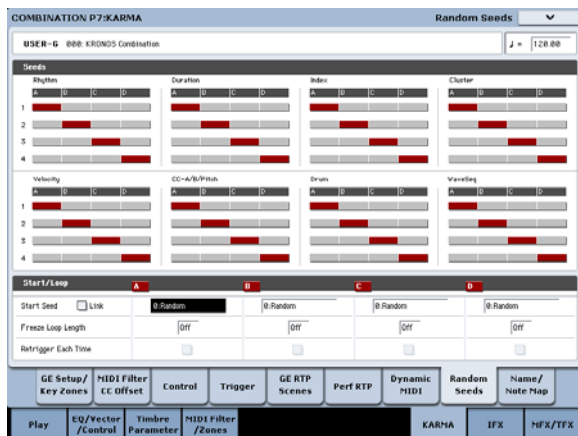 COMBINATION P7:KARMA Random Seeds
USER-G 000: KRONOS Combination ♩ = 120.00
Seeds
Rhythm Duration Index Cluster
A B C D A B C D A B C D A B C D
1
2
3
4
Velocity CC-A/B/Pitch Drum WaveSeq
A B C D A B C D A B C D A B C D
1
2
3
4
Start/Loop A B C D
Start Seed Link 0:Random 0:Random 0:Random 0:Random
Freeze Loop Length Off Off Off Off
Retrigger Each Time
GE Setup/ Key Zones MIDI Filter CC Offset Control Trigger GE RTP Scenes Perf RTP Dynamic MIDI Random Seeds Name/ Note Map
Play EQ/Vector /Control Timbre Parameter MIDI Filter /Zones KARMA IFX MFX/TFX